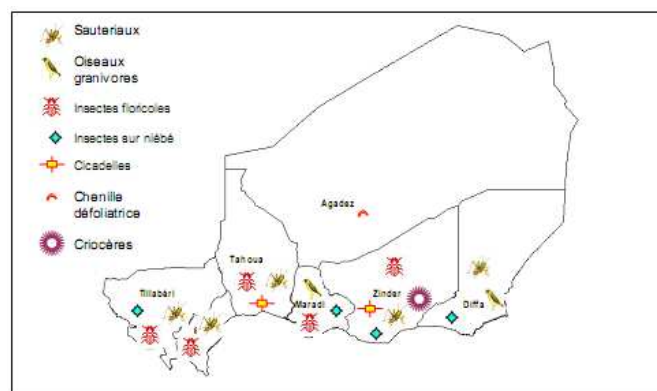 Sauteriaux
Oiseaux
granivores
Insectes floricoles
Insectes sur niébé
Cicadelles
Chenille
défoliatrice
Criocères
Agadez
Tahoua
Tillabéri
Maradi
Zinder
Diffa